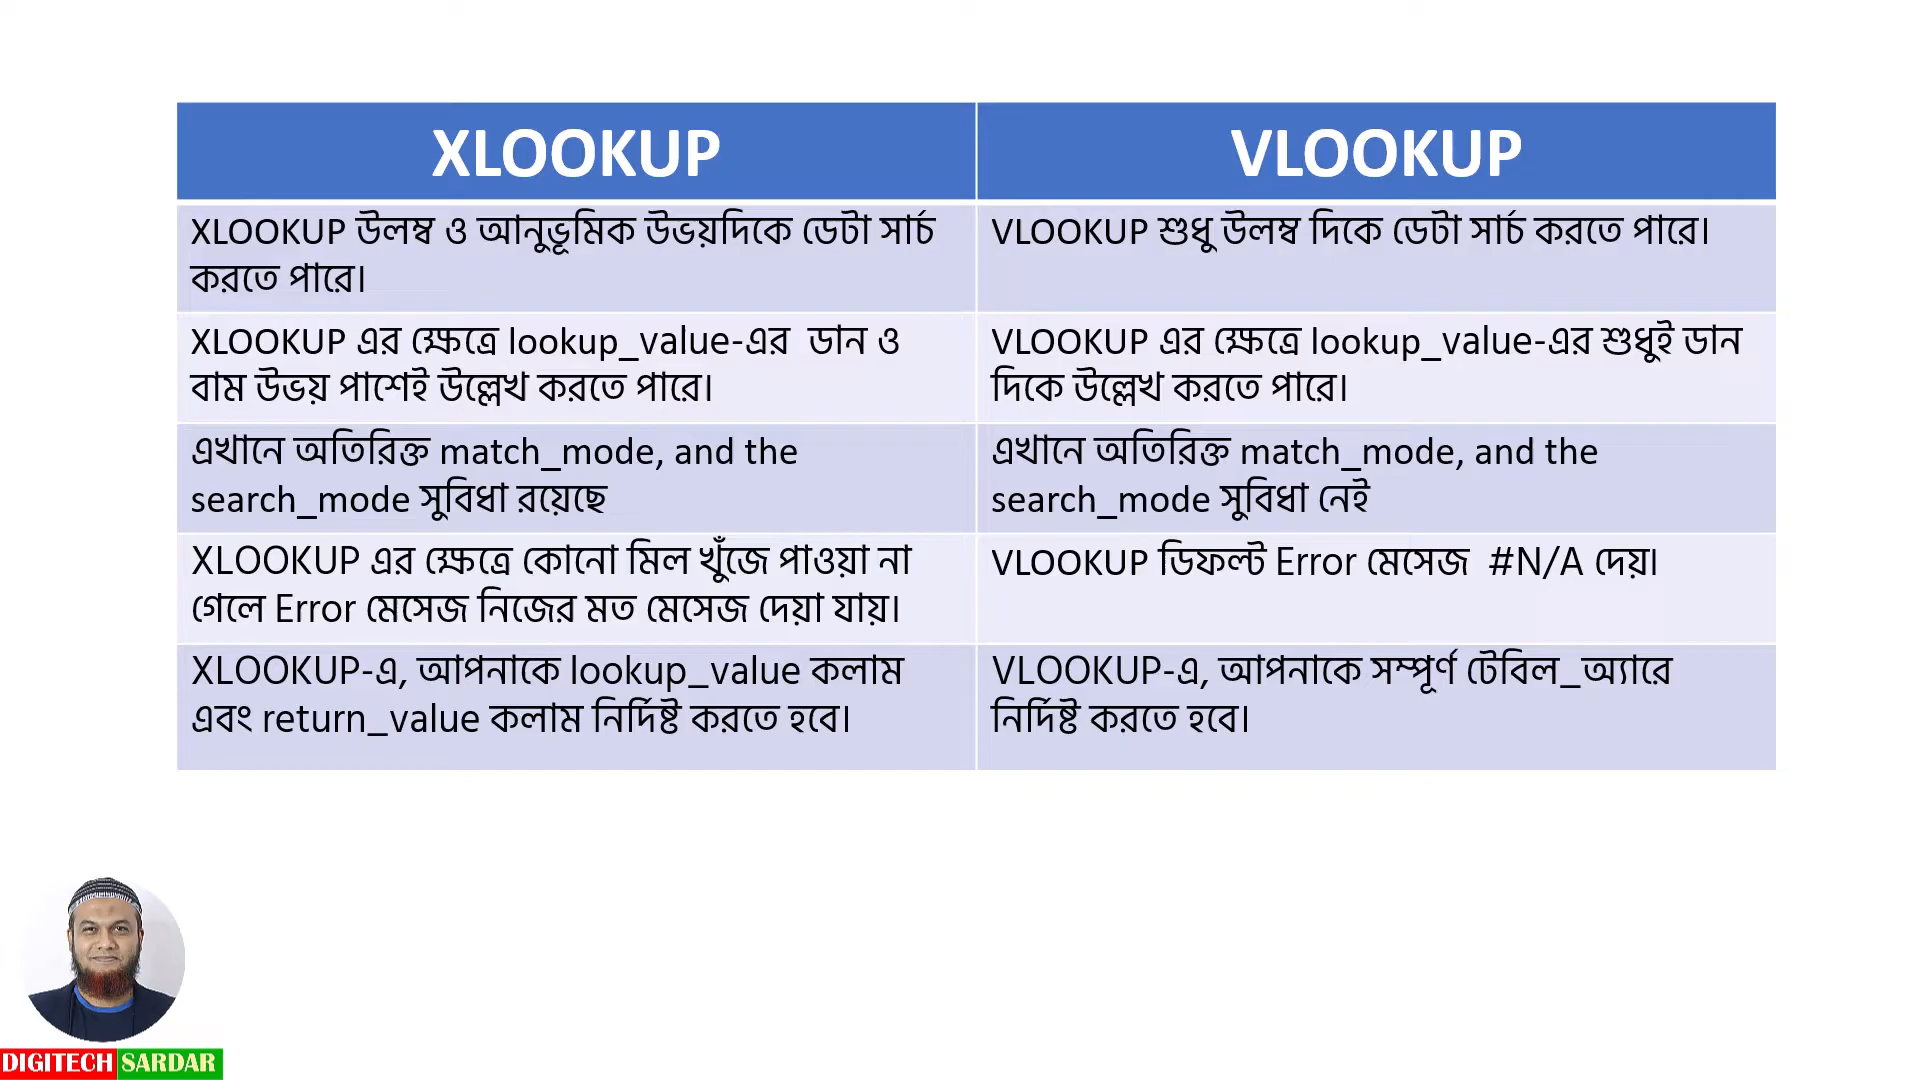 XLOOKUP
VLOOKUP
XLOOKUP উলম্ব ও আনুভূমিক উভয়দিকে ডেটা সার্চ
করতে পারে।
VLOOKUP শুধু উলম্ব দিকে ডেটা সার্চ করতে পারে।
XLOOKUP এর ক্ষেত্রে lookup_value-এর ডান ও
বাম উভয় পাশেই উল্লেখ করতে পারে।
VLOOKUP এর ক্ষেত্রে lookup_value-এর শুধুই ডান
দিকে উল্লেখ করতে পারে।
এখানে অতিরিক্ত match_mode, and the
search_mode সুবিধা রয়েছে
এখানে অতিরিক্ত match_mode, and the
search_mode সুবিধা নেই
XLOOKUP এর ক্ষেত্রে কোনো মিল খুঁজে পাওয়া না
গেলে Error মেসেজ নিজের মত মেসেজ দেয়া যায়।
VLOOKUP ডিফল্ট Error মেসেজ #N/A দেয়।
XLOOKUP-এ, আপনাকে lookup_value কলাম
এবং return_value কলাম নির্দিষ্ট করতে হবে।
VLOOKUP-এ, আপনাকে সম্পূর্ণ টেবিল_অ্যারে
নির্দিষ্ট করতে হবে।
DIGITECH SARDAR